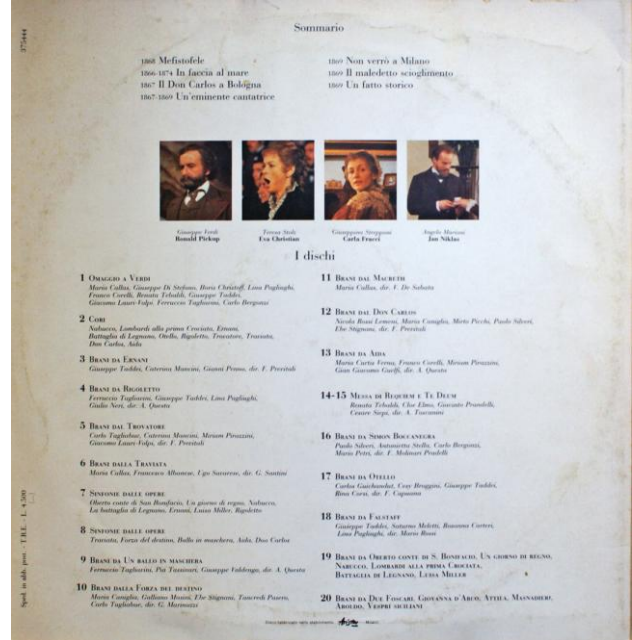 Sommario
1868 Mefistofele
1866-1874 In faccia al mare
1867 Il Don Carlos a Bologna
1867-1869 Un'eminente cantatrice
1869 Non verrò a Milano
1869 Il maledetto scioglimento
1869 Un fatto storico
Giuseppe Verdi
Ronald Pickup
Teresa Stolz
Eva Christian
Giuseppina Strepponi
Carla Fracci
Angelo Mariani
Jan Niklas
I dischi
1 Omaggio a Verdi
Maria Callas, Giuseppe Di Stefano, Boris Christoff, Lina Pagliughi,
Franco Corelli, Renata Tebaldi, Giuseppe Taddei,
Giacomo Lauri-Volpi, Ferruccio Tagliavini, Carlo Bergonzi
2 Cori
Nabucco, Lombardi alla prima Crociata, Ernani,
Battaglia di Legnano, Otello, Rigoletto, Trovatore, Traviata,
Don Carlos, Aida
3 Brani da Ernani
Giuseppe Taddei, Caterina Mancini, Gianni Penno, dir. F. Previtali
4 Brani da Rigoletto
Ferruccio Tagliavini, Giuseppe Taddei, Lina Pagliughi,
Giulio Neri, dir. A. Questa
5 Brani dal Trovatore
Carlo Tagliabue, Caterina Mancini, Miriam Pirazzini,
Giacomo Lauri-Volpi, dir. F. Previtali
6 Brani dalla Traviata
Maria Callas, Francesco Albanese, Ugo Savarese, dir. G. Santini
7 Sinfonie dalle opere
Oberto conte di San Bonifacio, Un giorno di regno, Nabucco,
La battaglia di Legnano, Ernani, Luisa Miller, Rigoletto
8 Sinfonie dalle opere
Traviata, Forza del destino, Ballo in maschera, Aida, Don Carlos
9 Brani da Un ballo in maschera
Ferruccio Tagliavini, Pia Tassinari, Giuseppe Valdengo, dir. A. Questa
10 Brani dalla Forza del destino
Maria Caniglia, Galliano Masini, Ebe Stignani, Tancredi Pasero,
Carlo Tagliabue, dir. G. Marinuzzi
11 Brani dal Macbeth
Maria Callas, dir. V. De Sabata
12 Brani dal Don Carlos
Nicola Rossi Lemeni, Maria Caniglia, Mirto Picchi, Paolo Silveri,
Ebe Stignani, dir. F. Previtali
13 Brani da Aida
Maria Curtis Verna, Franco Corelli, Miriam Pirazzini,
Gian Giacomo Guelfi, dir. A. Questa
14-15 Messa di Requiem e Te Deum
Renata Tebaldi, Cloe Elmo, Giacinto Prandelli,
Cesare Siepi, dir. A. Toscanini
16 Brani da Simon Boccanegra
Paolo Silveri, Antonietta Stella, Carlo Bergonzi,
Mario Petri, dir. F. Molinari Pradelli
17 Brani da Otello
Carlos Guichandut, Cesy Broggini, Giuseppe Taddei,
Rina Corsi, dir. F. Capuana
18 Brani da Falstaff
Giuseppe Taddei, Saturno Meletti, Rosanna Carteri,
Lina Pagliughi, dir. Mario Rossi
19 Brani da Oberto conte di S. Bonifacio, Un giorno di regno,
Nabucco, Lombardi alla prima Crociata,
Battaglia di Legnano, Luisa Miller
20 Brani da Due Foscari, Giovanna d'Arco, Attila, Masnadieri,
Aroldo, Vespri siciliani
Sped. in abb. post. - T.R.E. - L. 4.500